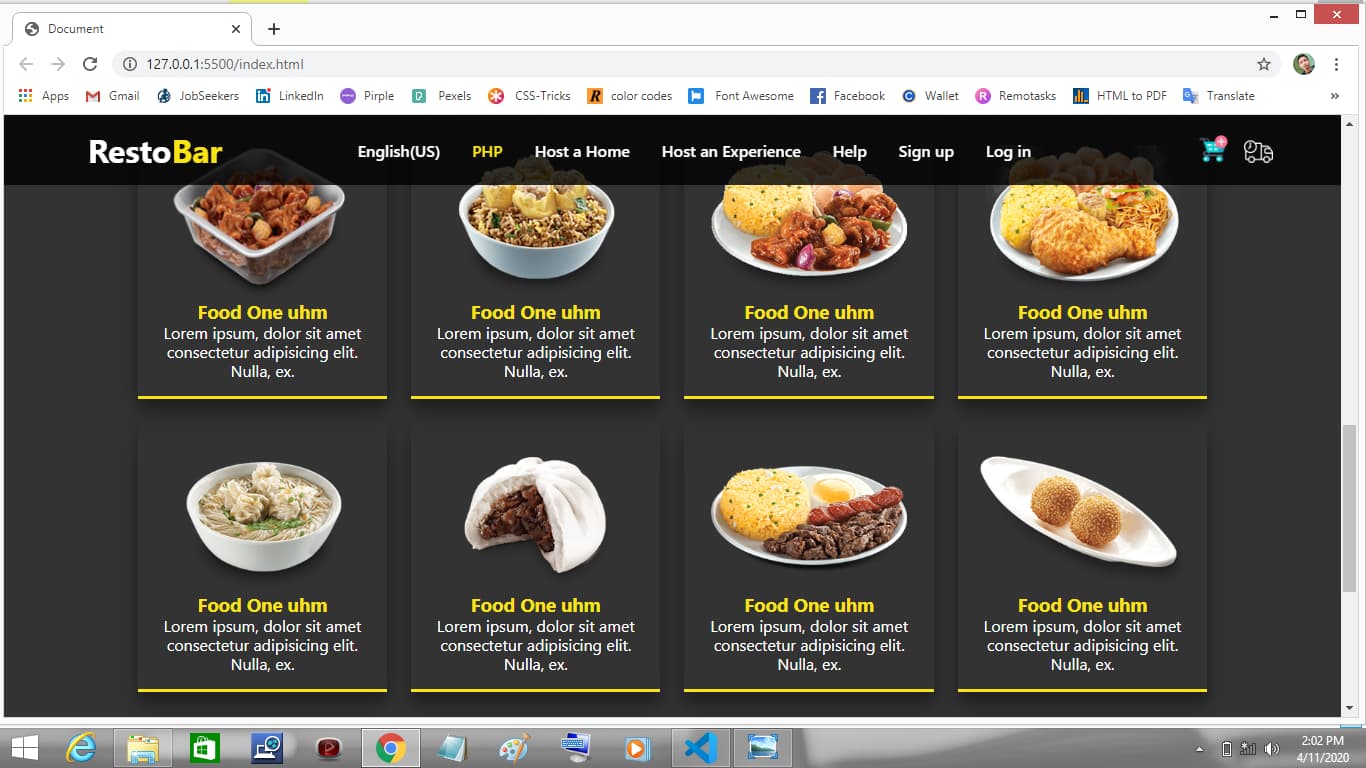 Document
127.0.0.1:5500/index.html
Apps Gmail JobSeekers LinkedIn Pirple Pexels CSS-Tricks color codes Font Awesome Facebook Wallet Remotasks HTML to PDF Translate »
RestoBar English(US) PHP Host a Home Host an Experience Help Sign up Log in
Food One uhm Food One uhm Food One uhm Food One uhm
Lorem ipsum, dolor sit amet Lorem ipsum, dolor sit amet Lorem ipsum, dolor sit amet Lorem ipsum, dolor sit amet
consectetur adipisicing elit. consectetur adipisicing elit. consectetur adipisicing elit. consectetur adipisicing elit.
Nulla, ex. Nulla, ex. Nulla, ex. Nulla, ex.
Food One uhm Food One uhm Food One uhm Food One uhm
Lorem ipsum, dolor sit amet Lorem ipsum, dolor sit amet Lorem ipsum, dolor sit amet Lorem ipsum, dolor sit amet
consectetur adipisicing elit. consectetur adipisicing elit. consectetur adipisicing elit. consectetur adipisicing elit.
Nulla, ex. Nulla, ex. Nulla, ex. Nulla, ex.
2:02 PM
4/11/2020